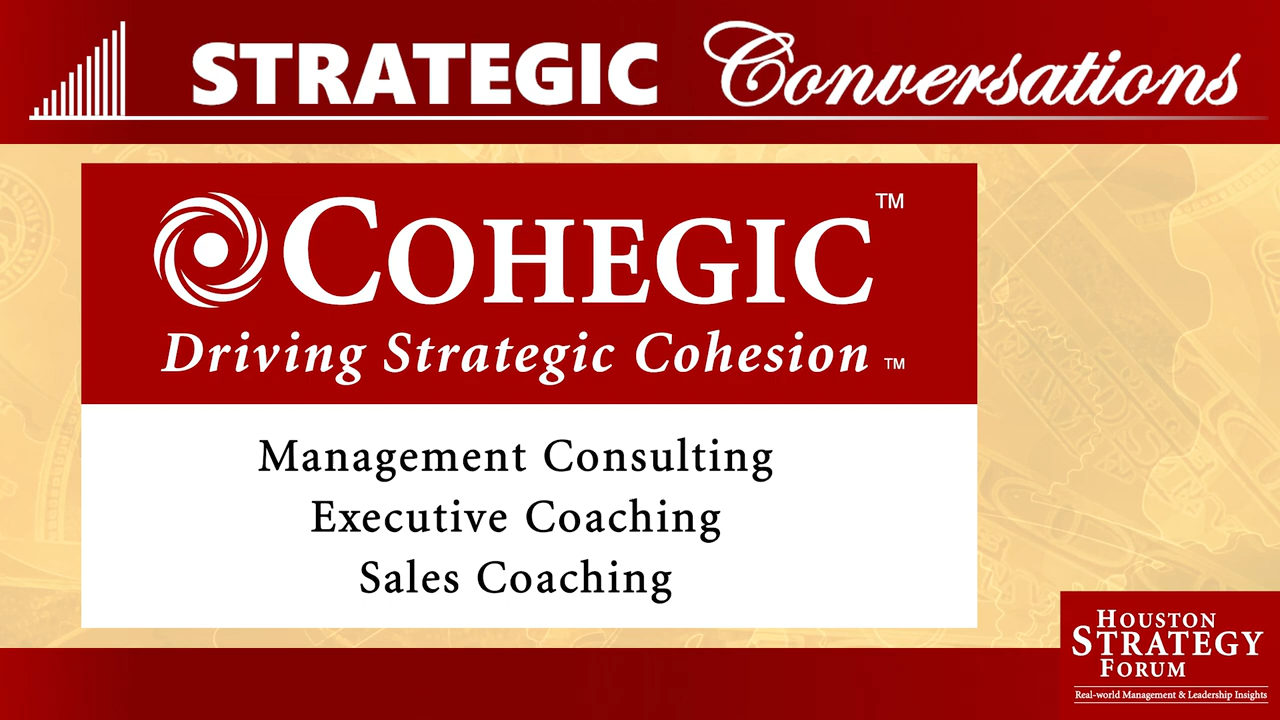 STRATEGIC Conversations
COHEGIC™
Driving Strategic Cohesion™
Management Consulting
Executive Coaching
Sales Coaching
HOUSTON
STRATEGY
FORUM
Real-world Management & Leadership Insights